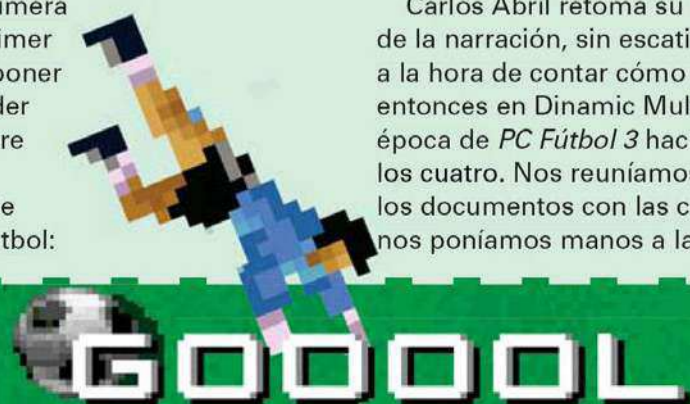 rimera
imer
poner
der
re
e
tbol:
Carlos Abril retoma su
de la narración, sin escati
a la hora de contar cómo
entonces en Dinamic Mul
época de PC Fútbol 3 hac
los cuatro. Nos reuníamos
los documentos con las c
nos poníamos manos a la
GOOOOL